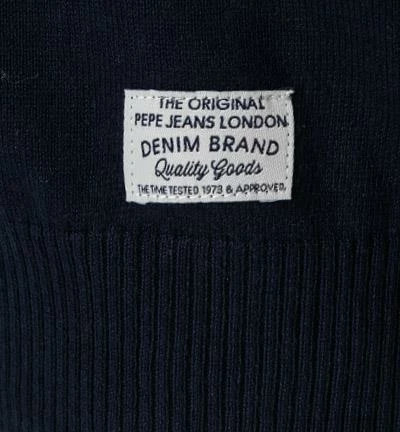 THE ORIGINAL
PEPE JEANS LONDON
DENIM BRAND
Quality Goods
THE TIME TESTED 1973 & APPROVED.